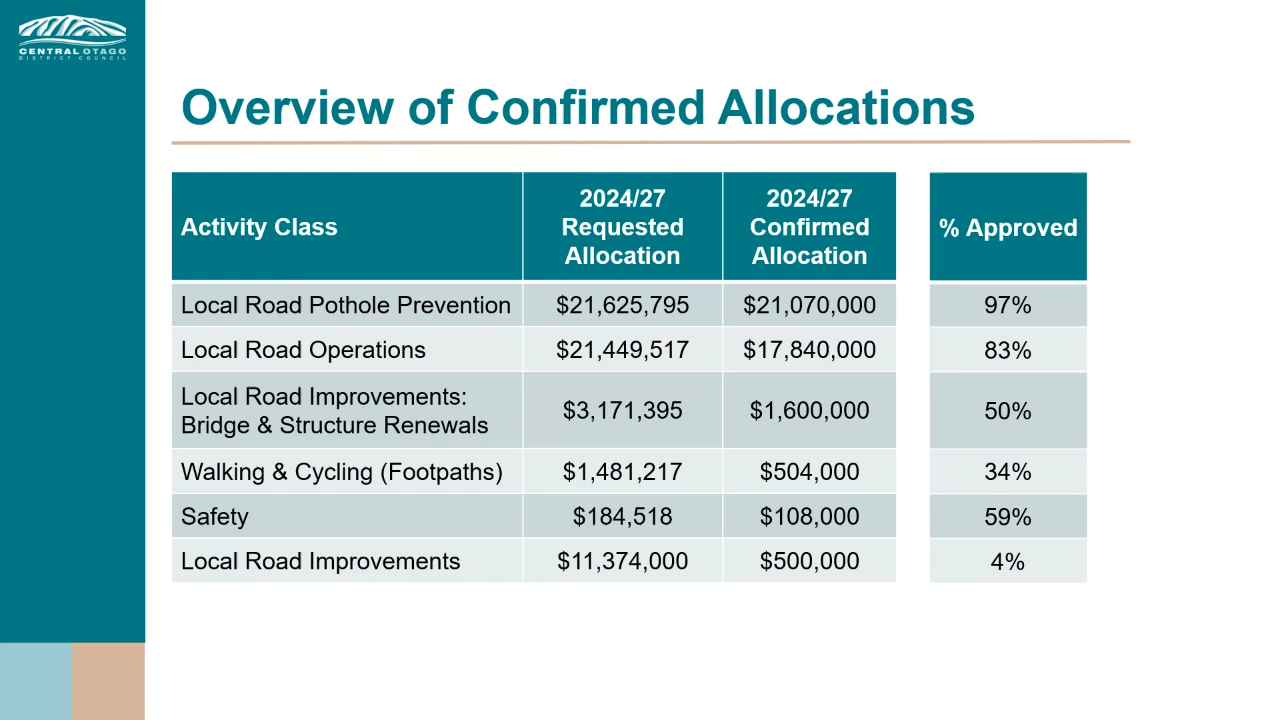 CENTRAL OTAGO
DISTRICT COUNCIL
Overview of Confirmed Allocations
Activity Class
2024/27
Requested
Allocation
2024/27
Confirmed
Allocation
% Approved
Local Road Pothole Prevention $21,625,795 $21,070,000 97%
Local Road Operations $21,449,517 $17,840,000 83%
Local Road Improvements:
Bridge & Structure Renewals
$3,171,395 $1,600,000 50%
Walking & Cycling (Footpaths) $1,481,217 $504,000 34%
Safety $184,518 $108,000 59%
Local Road Improvements $11,374,000 $500,000 4%